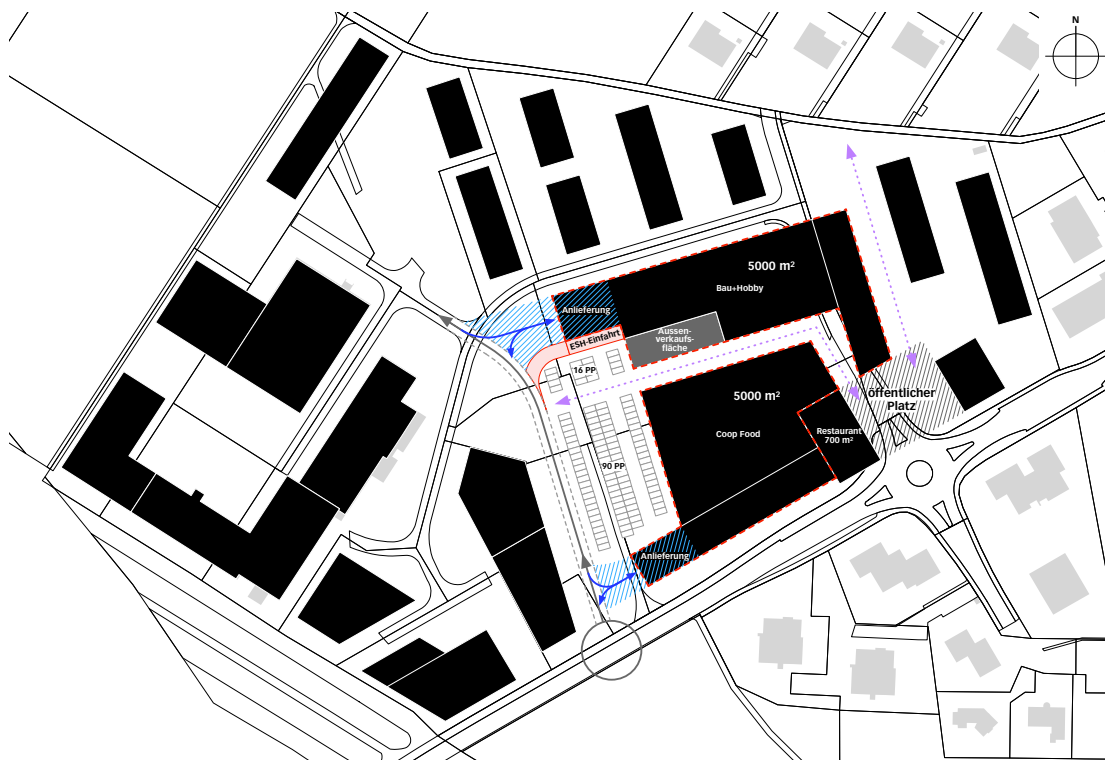 N
5000 m²
Bau+Hobby
Anlieferung
ESH-Einfahrt
Aussen-
verkaufs-
fläche
16 PP
5000 m²
Coop Food
öffentlicher
Platz
Restaurant
700 m²
90 PP
Anlieferung